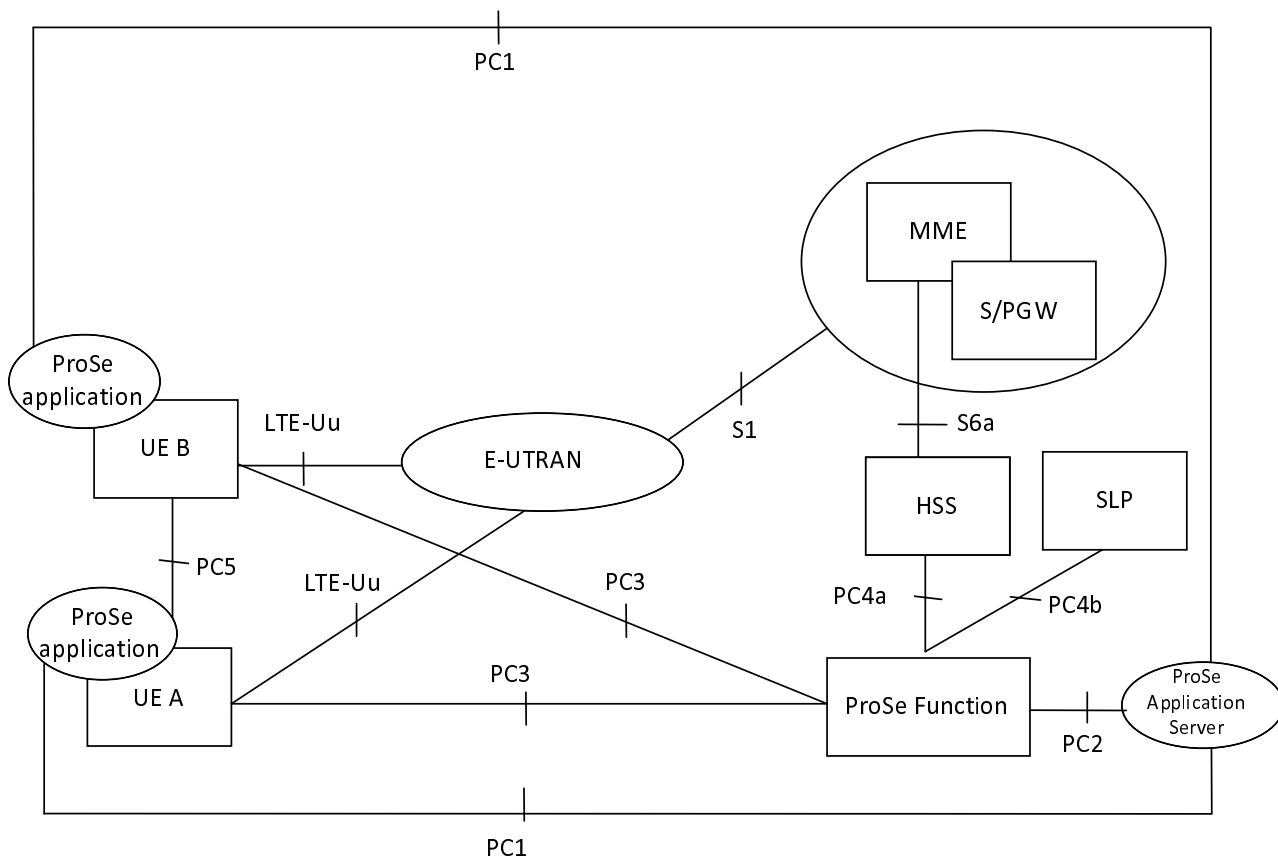 PC1
MME
S/PGW
ProSe
application
UE B
LTE-Uu
E-UTRAN
S1
S6a
HSS
SLP
PC5
LTE-Uu
PC3
PC4a
PC4b
ProSe
application
UE A
PC3
ProSe Function
PC2
ProSe
Application
Server
PC1